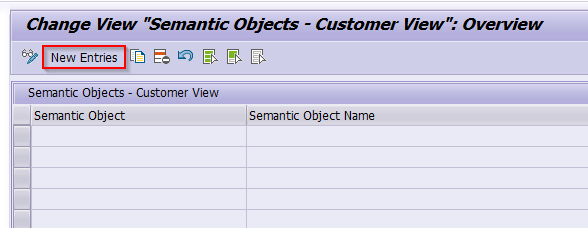 Change View "Semantic Objects - Customer View": Overview
New Entries
Semantic Objects - Customer View
Semantic Object Semantic Object Name